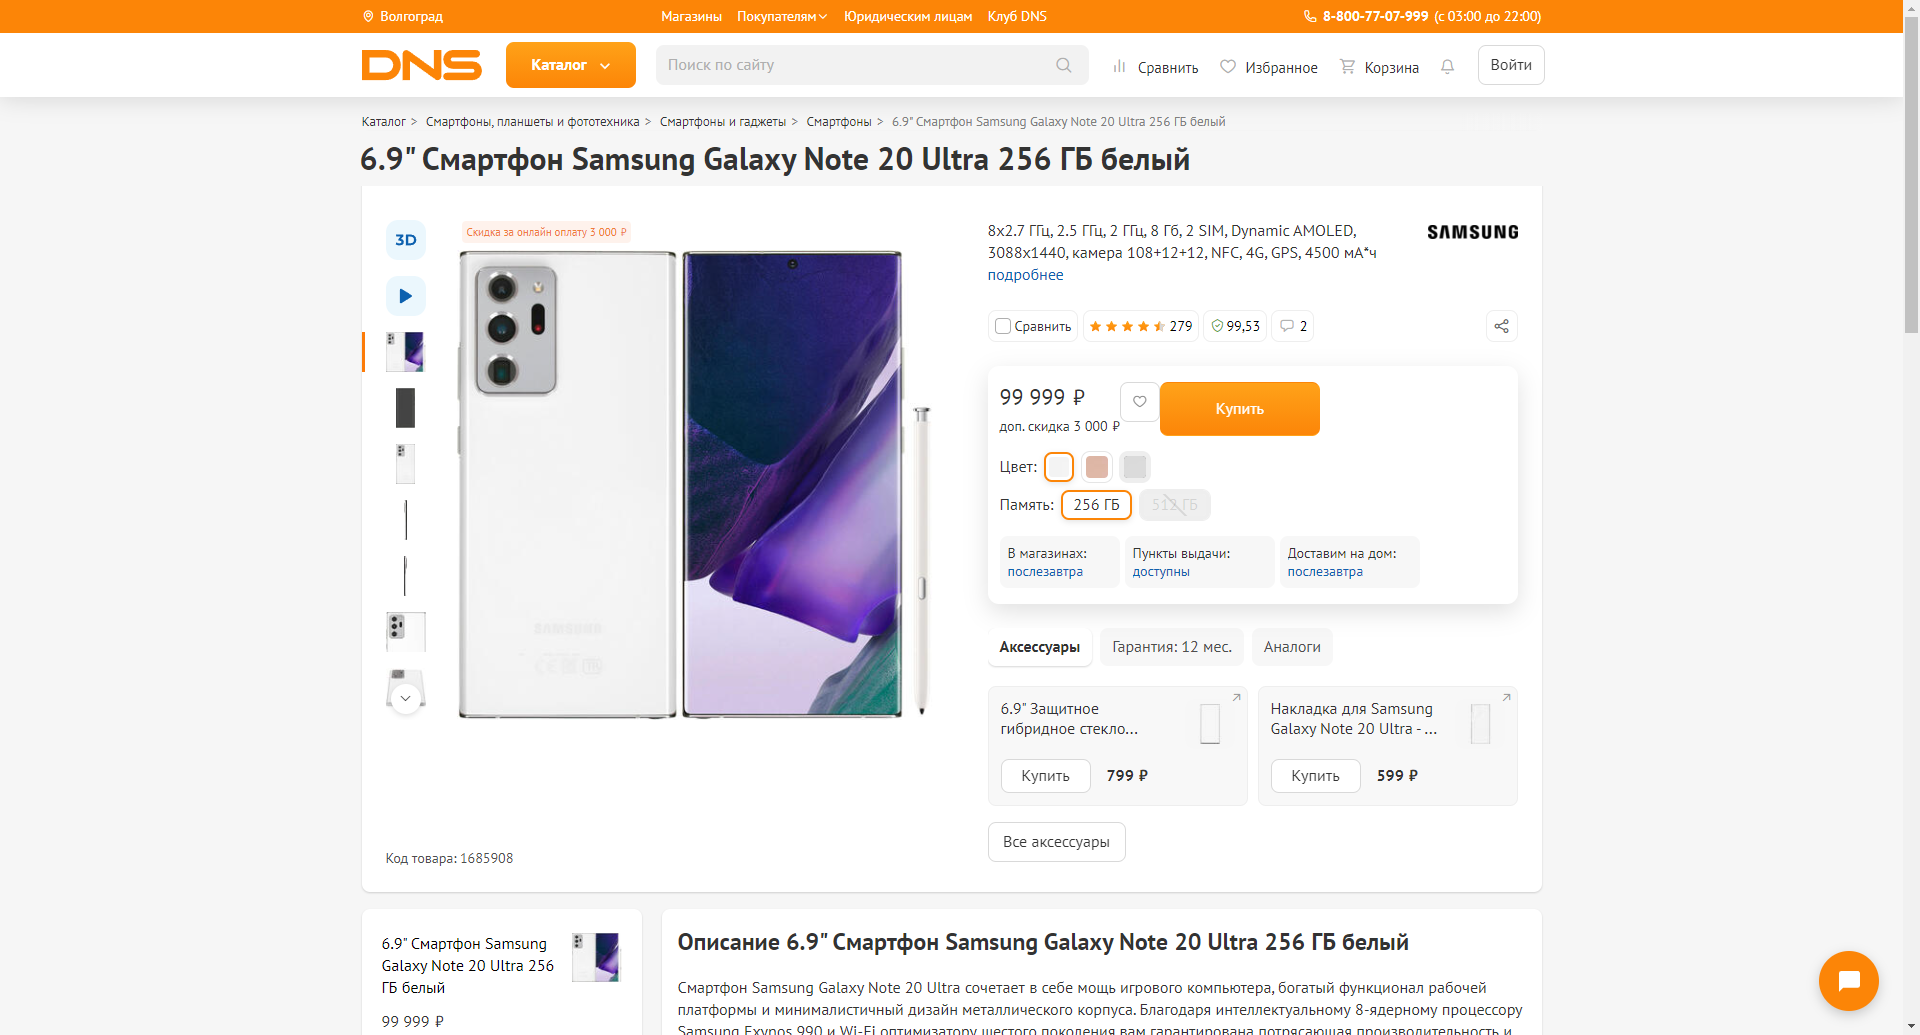 Волгоград
Магазины Покупателям Юридическим лицам Клуб DNS
8-800-77-07-999 (с 03:00 до 22:00)
DNS
Каталог
Поиск по сайту
Сравнить
Избранное
Корзина
Войти
Каталог > Смартфоны, планшеты и фототехника > Смартфоны и гаджеты > Смартфоны > 6.9" Смартфон Samsung Galaxy Note 20 Ultra 256 ГБ белый
6.9" Смартфон Samsung Galaxy Note 20 Ultra 256 ГБ белый
3D
Скидка за онлайн оплату 3 000 ₽
SAMSUNG
Код товара: 1685908
8x2.7 ГГц, 2.5 ГГц, 2 ГГц, 8 Гб, 2 SIM, Dynamic AMOLED,
3088x1440, камера 108+12+12, NFC, 4G, GPS, 4500 мА*ч
подробнее
SAMSUNG
Сравнить
279
99,53
2
99 999 ₽
доп. скидка 3 000 ₽
Купить
Цвет:
Память: 256 ГБ 512 ГБ
В магазинах:
послезавтра
Пункты выдачи:
доступны
Доставим на дом:
послезавтра
Аксессуары
Гарантия: 12 мес.
Аналоги
6.9" Защитное
гибридное стекло...
Купить 799 ₽
Накладка для Samsung
Galaxy Note 20 Ultra - ...
Купить 599 ₽
Все аксессуары
6.9" Смартфон Samsung
Galaxy Note 20 Ultra 256
ГБ белый
99 999 ₽
Описание 6.9" Смартфон Samsung Galaxy Note 20 Ultra 256 ГБ белый
Смартфон Samsung Galaxy Note 20 Ultra сочетает в себе мощь игрового компьютера, богатый функционал рабочей
платформы и минималистичный дизайн металлического корпуса. Благодаря интеллектуальному 8-ядерному процессору
Samsung Exynos 990 и Wi-Fi оптимизатору шестого поколения вам гарантирована потрясающая производительность и